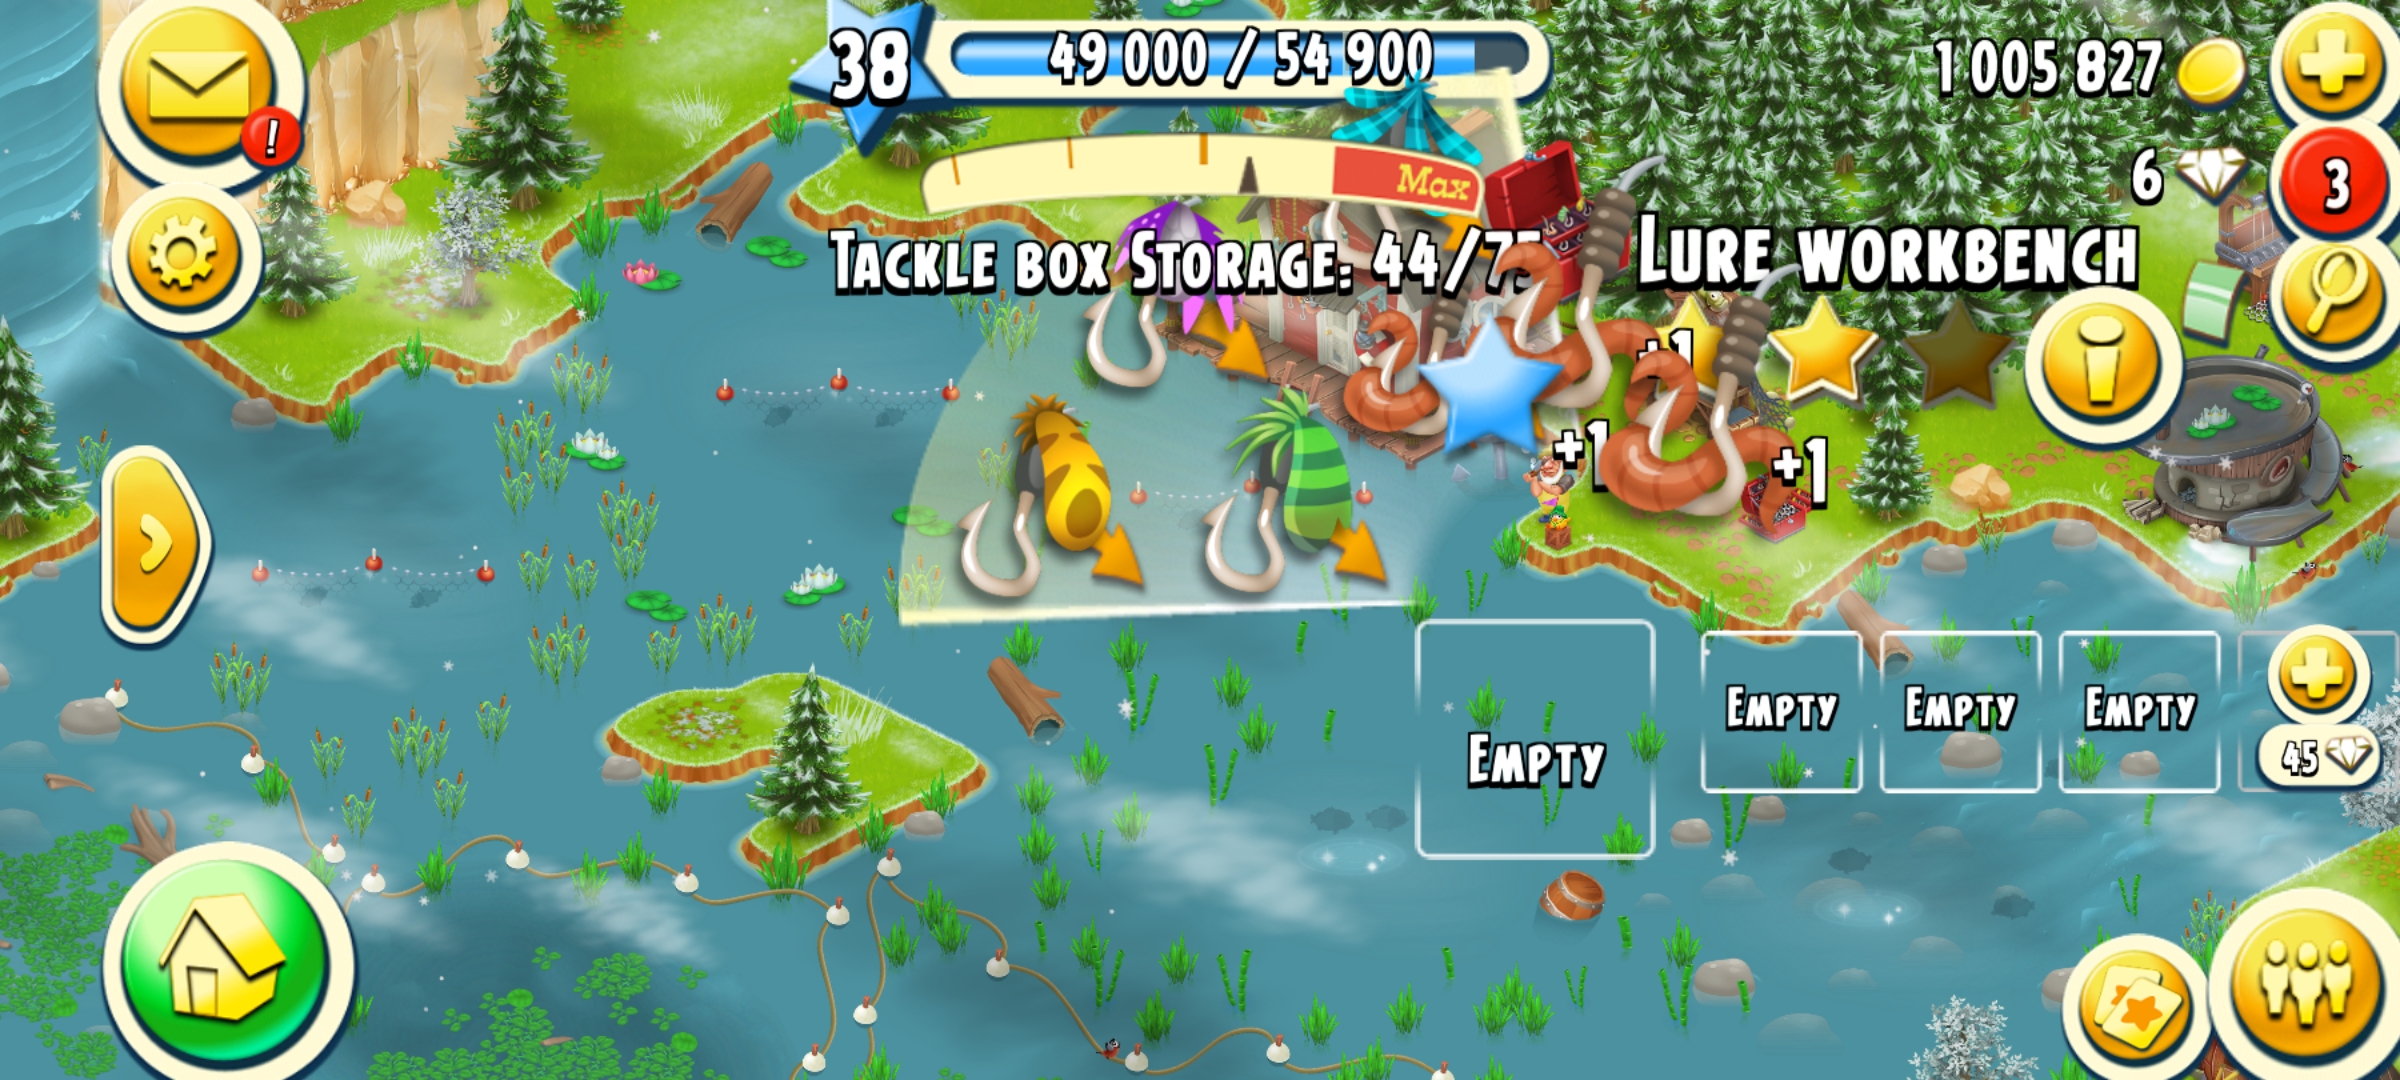 38
49 000 / 54 900
1 005 827
Max
6
3
TACKLE BOX STORAGE: 44/75
LURE WORKBENCH
+1
+1
+1
EMPTY
EMPTY
EMPTY
EMPTY
45
!